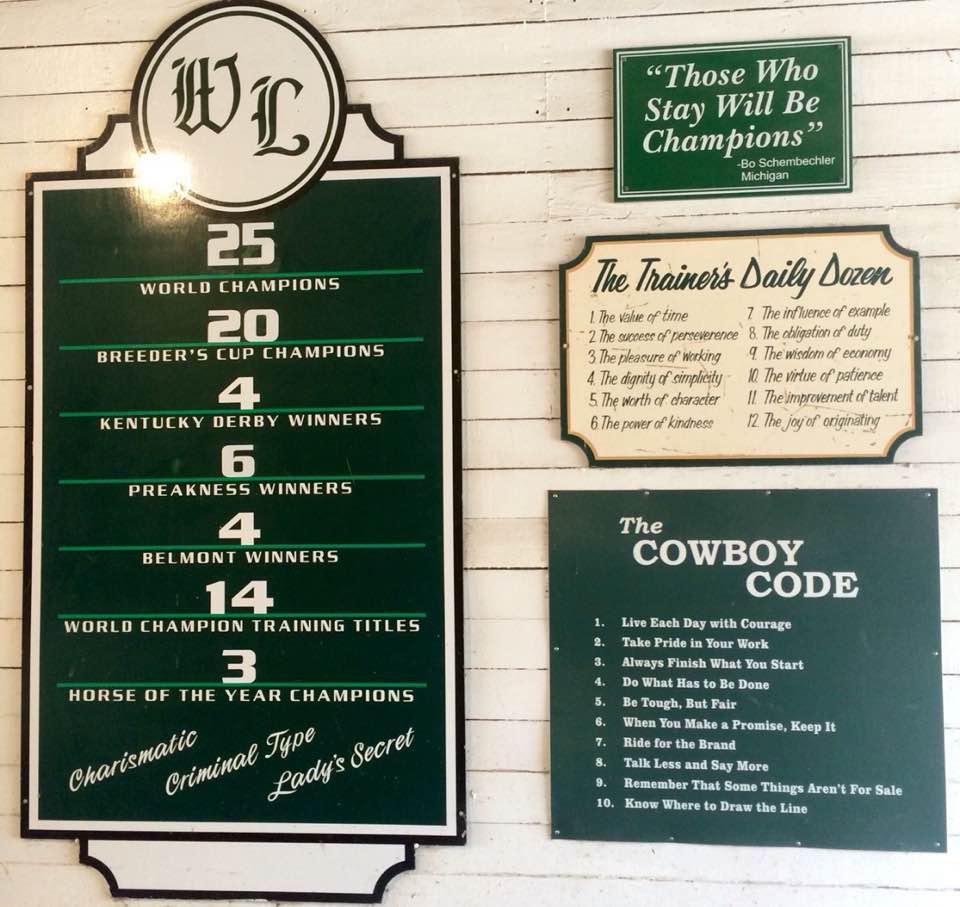 WL
25
WORLD CHAMPIONS
20
BREEDER'S CUP CHAMPIONS
4
KENTUCKY DERBY WINNERS
6
PREAKNESS WINNERS
4
BELMONT WINNERS
14
WORLD CHAMPION TRAINING TITLES
3
HORSE OF THE YEAR CHAMPIONS
Charismatic
Criminal Type
Lady's Secret
"Those Who
Stay Will Be
Champions"
-Bo Schembechler
Michigan
The Trainer's Daily Dozen
1. The value of time
2. The success of perseverence
3. The pleasure of working
4. The dignity of simplicity
5. The worth of character
6. The power of kindness
7. The influence of example
8. The obligation of duty
9. The wisdom of economy
10. The virtue of patience
11. The improvement of talent
12. The joy of originating
The
COWBOY
CODE
1. Live Each Day with Courage
2. Take Pride in Your Work
3. Always Finish What You Start
4. Do What Has to Be Done
5. Be Tough, But Fair
6. When You Make a Promise, Keep It
7. Ride for the Brand
8. Talk Less and Say More
9. Remember That Some Things Aren't For Sale
10. Know Where to Draw the Line